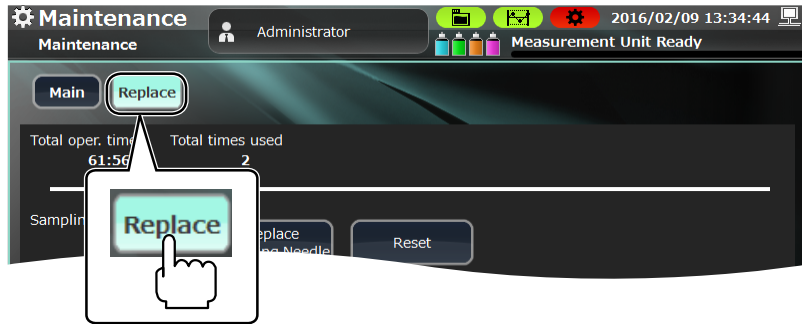 Maintenance
Administrator
2016/02/09 13:34:44
Maintenance
Measurement Unit Ready
Main
Replace
Total oper. time
Total times used
61:56
2
Replace
Reset